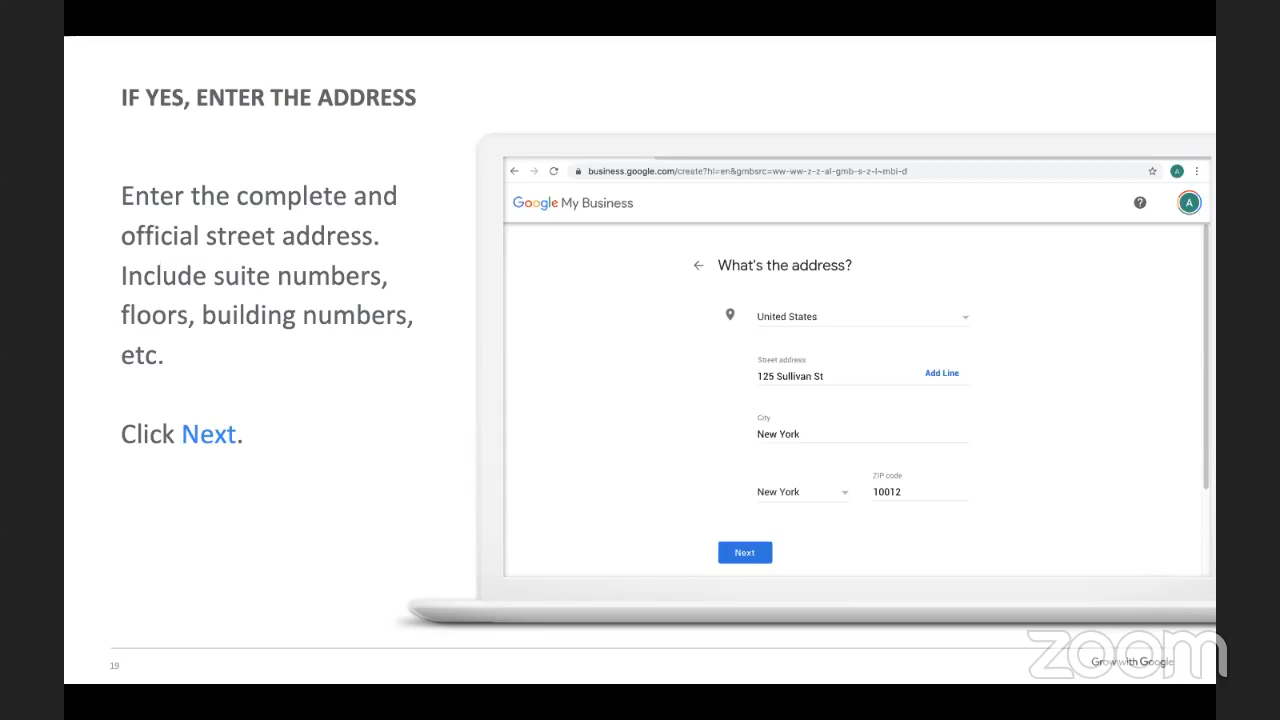 IF YES, ENTER THE ADDRESS
Enter the complete and
official street address.
Include suite numbers,
floors, building numbers,
etc.
Click Next.
business.google.com/create?hl=en&gmbsrc=ww-ww-z-z-al-gmb-s-z-l~mbi-d
A
Google My Business
?
A
What's the address?
United States
Street address
125 Sullivan St
Add Line
City
New York
ZIP code
New York
10012
Next
19
Grow with Google
zoom